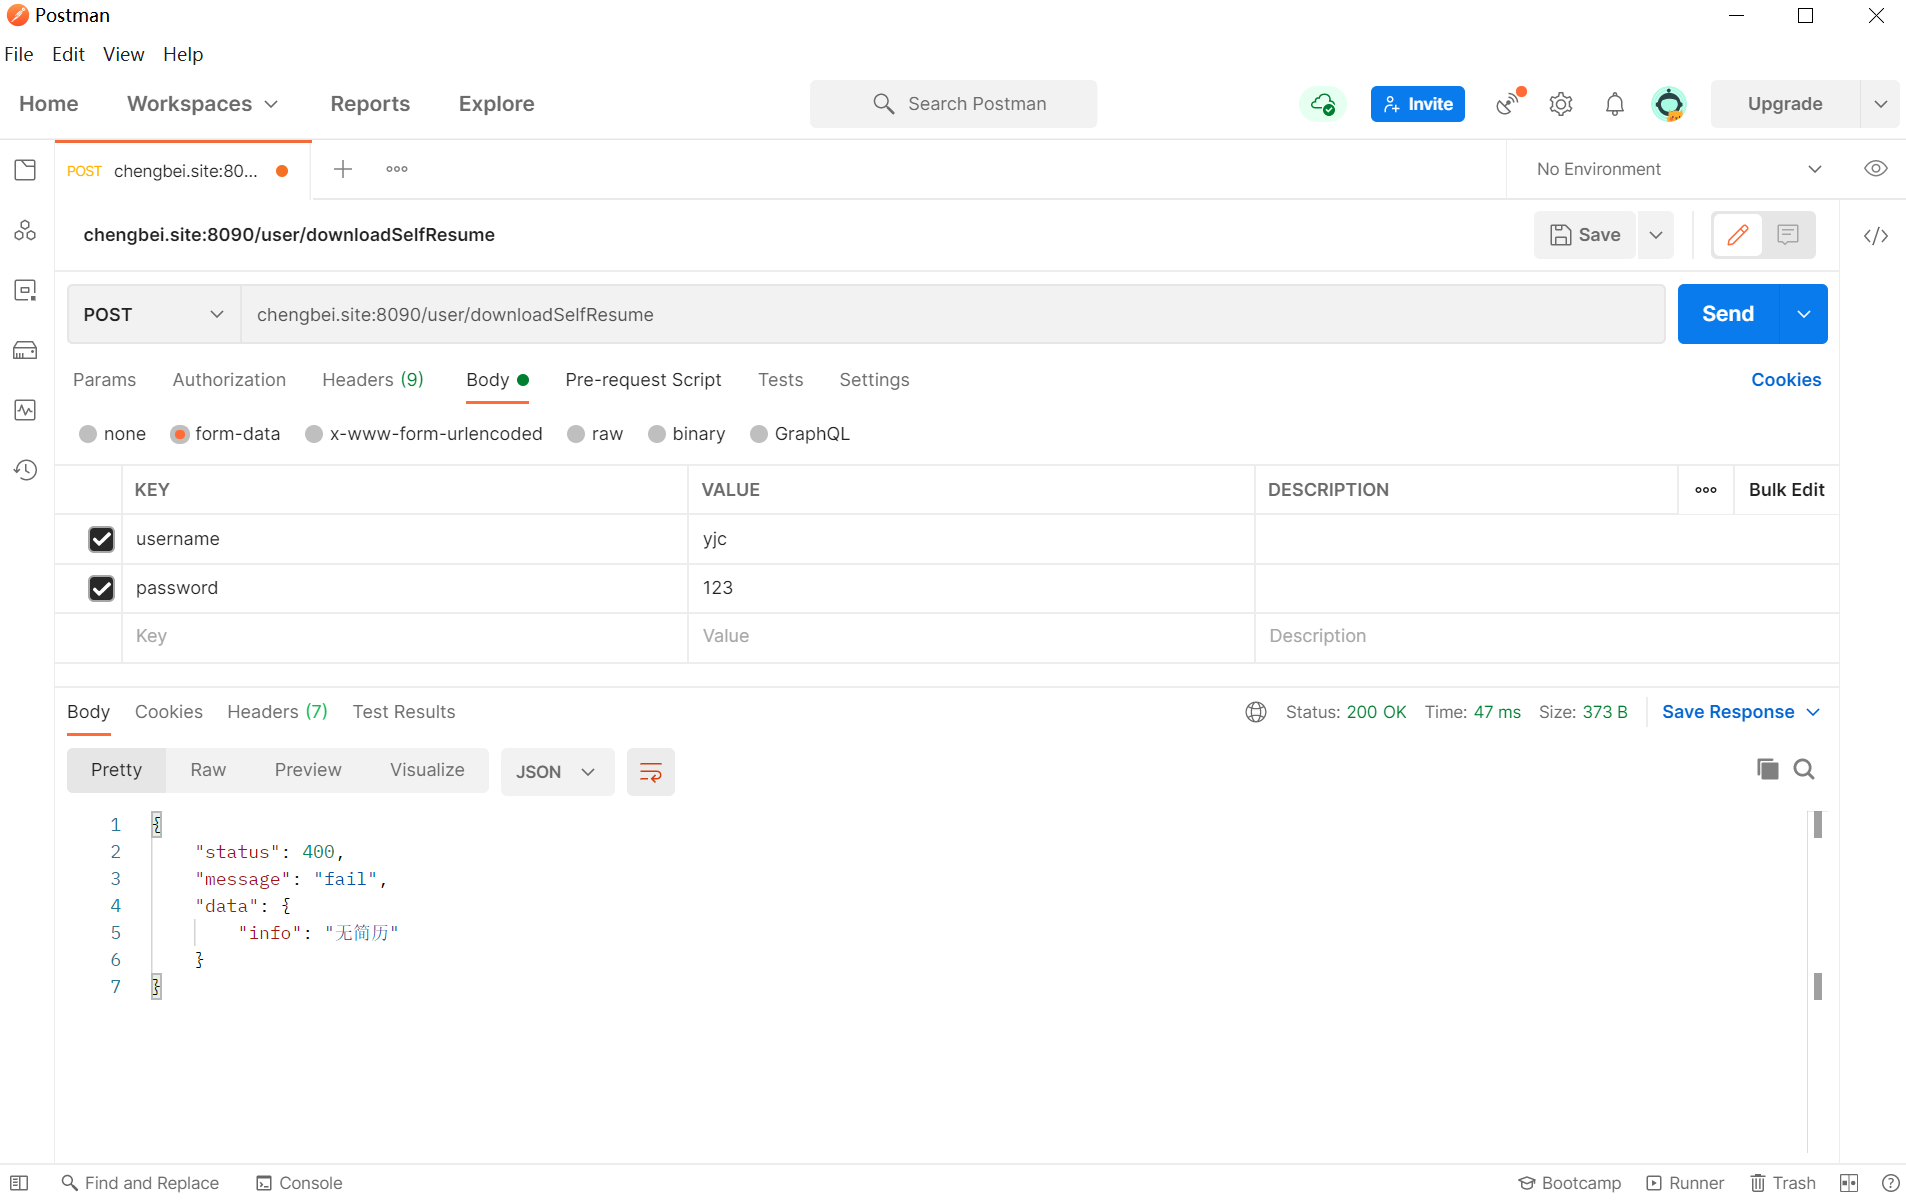 Postman
File Edit View Help
Home Workspaces Reports Explore Search Postman Invite Upgrade
POST chengbei.site:80... No Environment
chengbei.site:8090/user/downloadSelfResume Save
POST chengbei.site:8090/user/downloadSelfResume Send
Params Authorization Headers (9) Body Pre-request Script Tests Settings Cookies
none form-data x-www-form-urlencoded raw binary GraphQL
KEY VALUE DESCRIPTION Bulk Edit
username yjc
password 123
Key Value Description
Body Cookies Headers (7) Test Results Status: 200 OK Time: 47 ms Size: 373 B Save Response
Pretty Raw Preview Visualize JSON
1 {
2 "status": 400,
3 "message": "fail",
4 "data": {
5 "info": "无简历"
6 }
7 }
Find and Replace Console Bootcamp Runner Trash